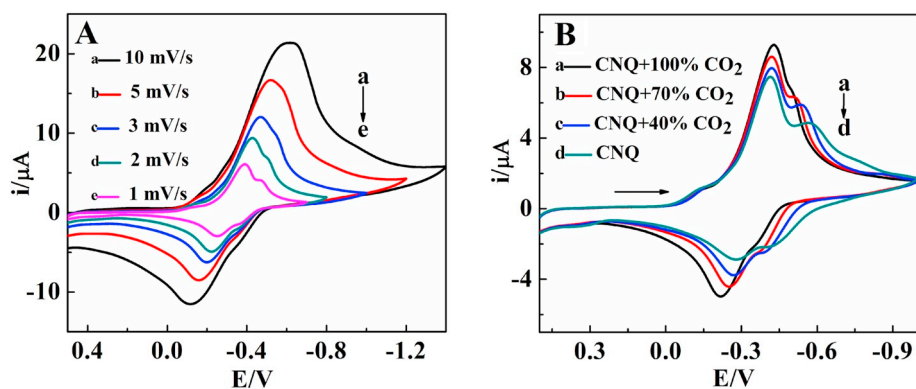 A
a 10 mV/s
b 5 mV/s
c 3 mV/s
d 2 mV/s
e 1 mV/s
a
e
i/μA
20
10
0
-10
0.4 0.0 -0.4 -0.8 -1.2
E/V
B
a CNQ+100% CO₂
b CNQ+70% CO₂
c CNQ+40% CO₂
d CNQ
a
d
i/μA
8
4
0
-4
-8
0.3 0.0 -0.3 -0.6 -0.9
E/V